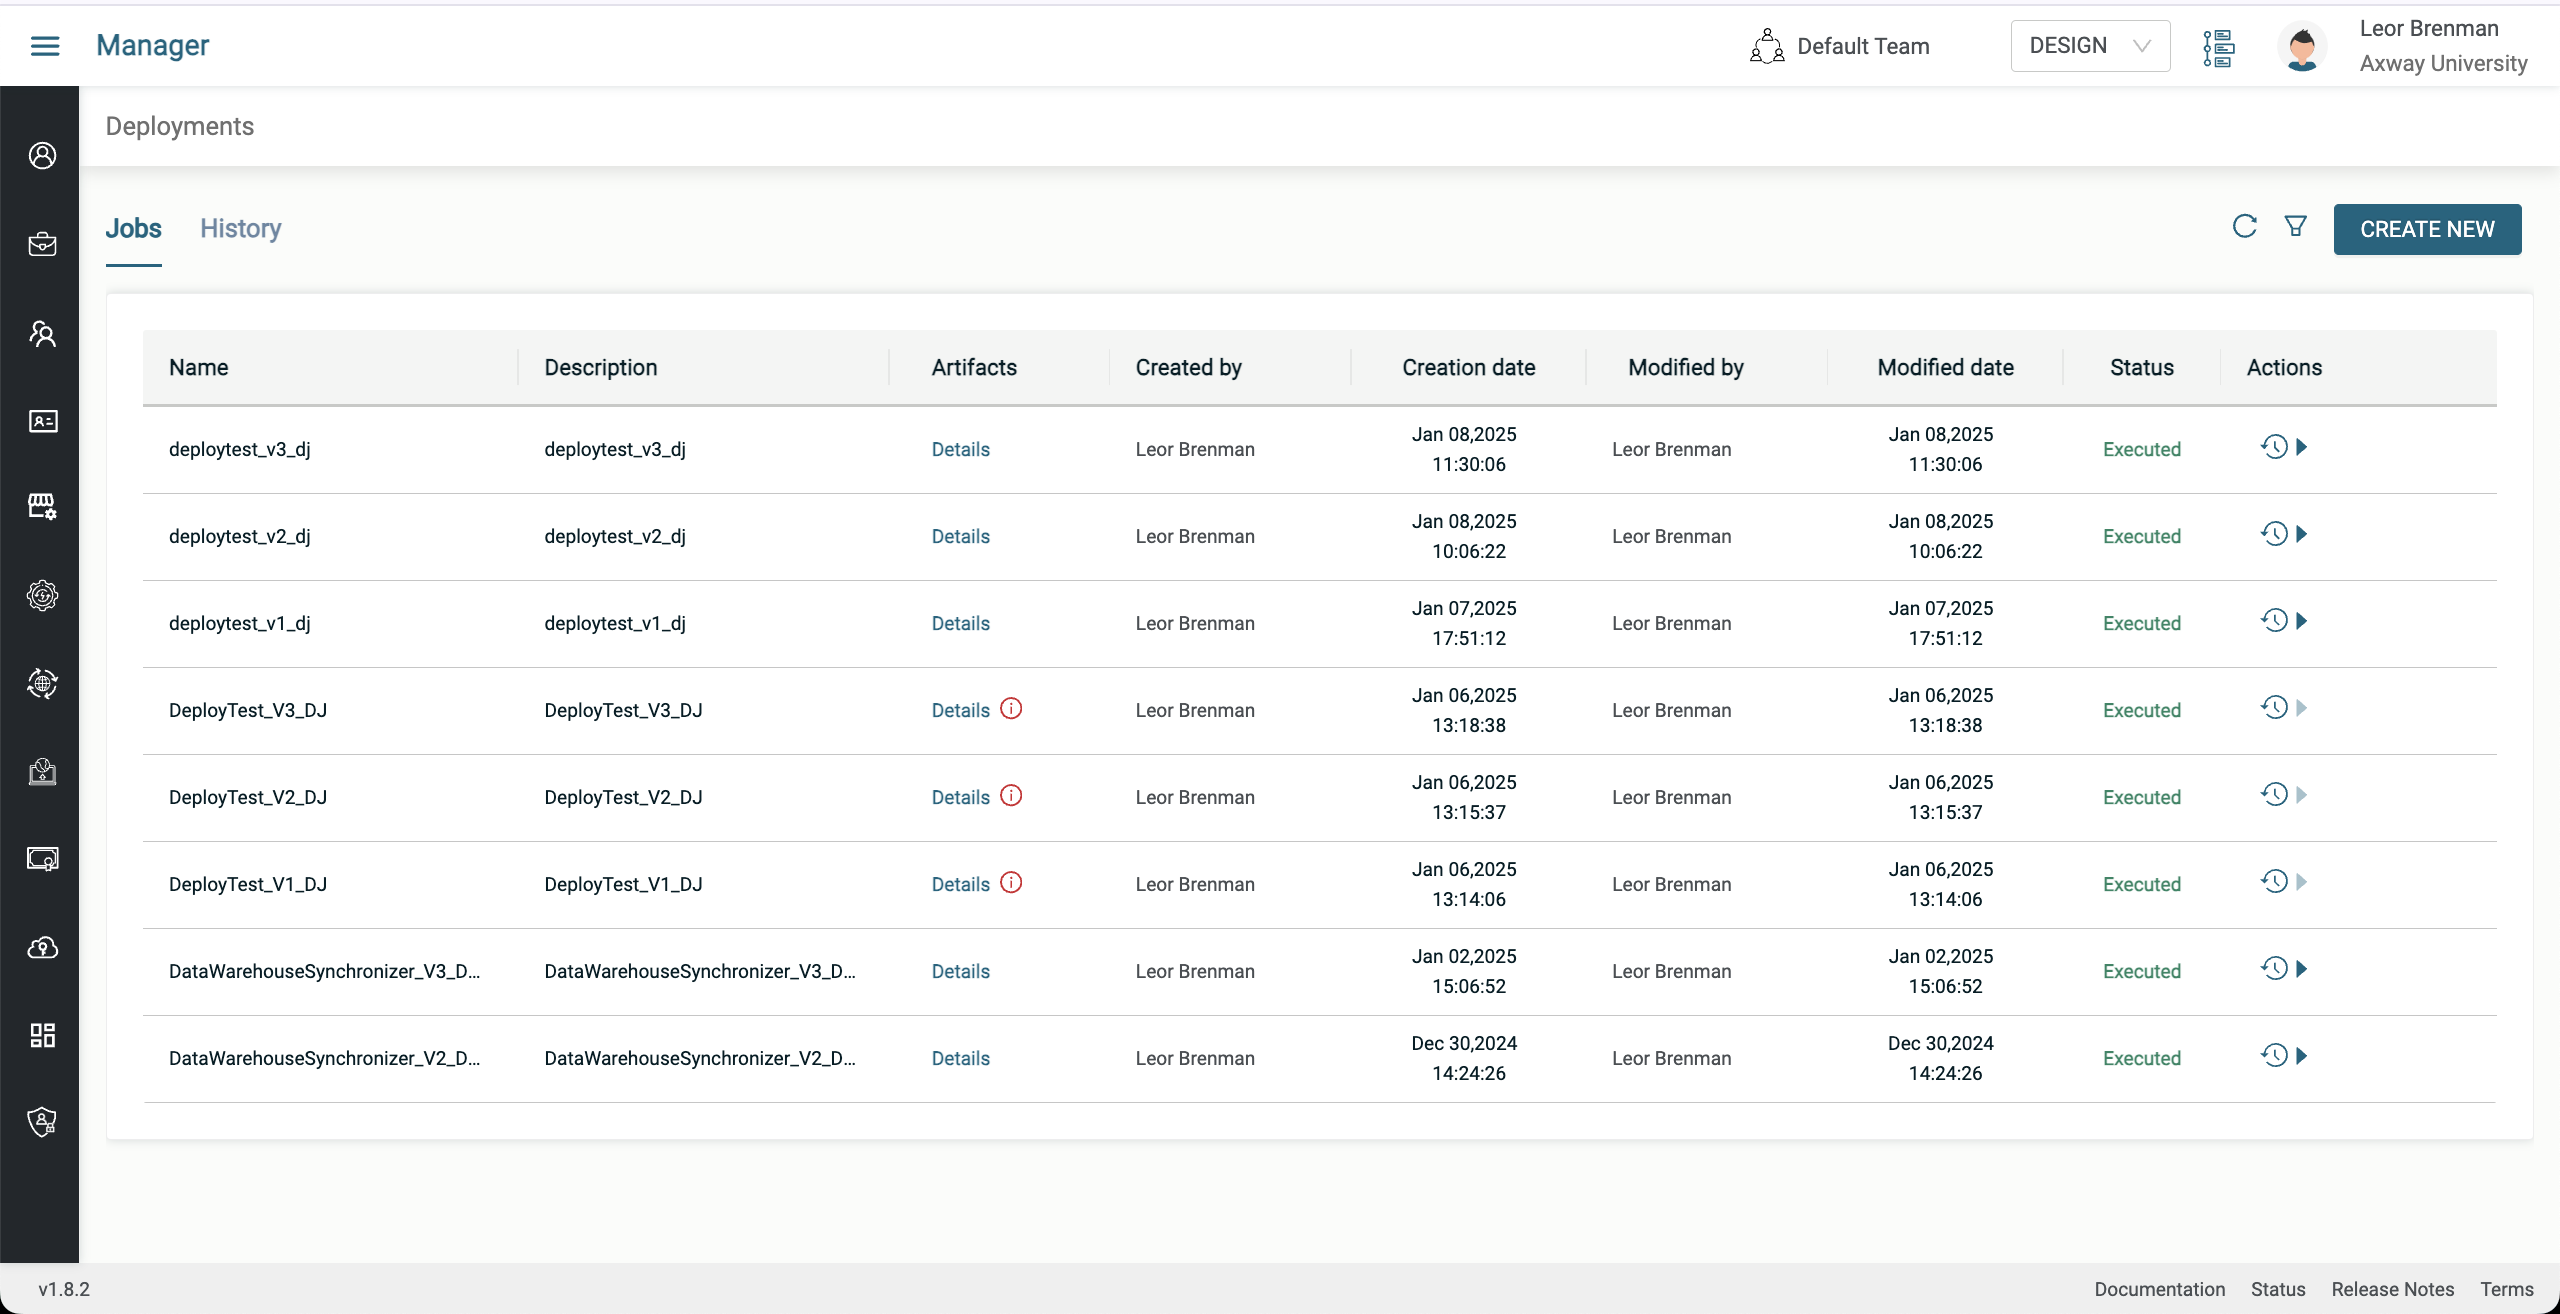 Manager
Default Team
DESIGN
Leor Brenman
Axway University
Deployments
Jobs
History
CREATE NEW
Name Description Artifacts Created by Creation date Modified by Modified date Status Actions
deploytest_v3_dj deploytest_v3_dj Details Leor Brenman Jan 08,2025 11:30:06 Leor Brenman Jan 08,2025 11:30:06 Executed
deploytest_v2_dj deploytest_v2_dj Details Leor Brenman Jan 08,2025 10:06:22 Leor Brenman Jan 08,2025 10:06:22 Executed
deploytest_v1_dj deploytest_v1_dj Details Leor Brenman Jan 07,2025 17:51:12 Leor Brenman Jan 07,2025 17:51:12 Executed
DeployTest_V3_DJ DeployTest_V3_DJ Details Leor Brenman Jan 06,2025 13:18:38 Leor Brenman Jan 06,2025 13:18:38 Executed
DeployTest_V2_DJ DeployTest_V2_DJ Details Leor Brenman Jan 06,2025 13:15:37 Leor Brenman Jan 06,2025 13:15:37 Executed
DeployTest_V1_DJ DeployTest_V1_DJ Details Leor Brenman Jan 06,2025 13:14:06 Leor Brenman Jan 06,2025 13:14:06 Executed
DataWarehouseSynchronizer_V3_D... DataWarehouseSynchronizer_V3_D... Details Leor Brenman Jan 02,2025 15:06:52 Leor Brenman Jan 02,2025 15:06:52 Executed
DataWarehouseSynchronizer_V2_D... DataWarehouseSynchronizer_V2_D... Details Leor Brenman Dec 30,2024 14:24:26 Leor Brenman Dec 30,2024 14:24:26 Executed
v1.8.2
Documentation Status Release Notes Terms